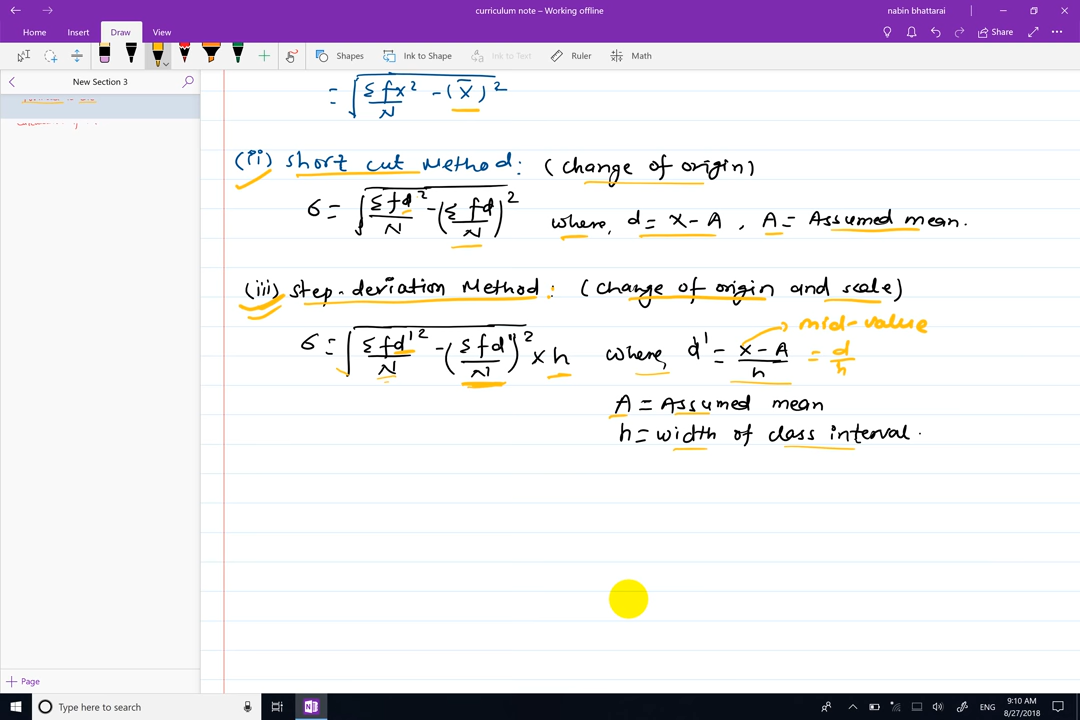 curriculum note – Working offline
nabin bhattarai
Home Insert Draw View
Share
Shapes Ink to Shape Ink to Text Ruler Math
New Section 3
= √(Σfx²/N - (x̄)²)
(ii) short cut Method: (change of origin)
σ = √(Σfd²/N - (Σfd/N)²) where, d = x - A , A = Assumed mean.
(iii) step-deviation Method: (change of origin and scale)
mid-value
σ = √(Σfd'²/N - (Σfd'/N)²) × h where, d' = (x - A)/h = d/h
A = Assumed mean
h = width of class interval.
+ Page
Type here to search
ENG
9:10 AM
8/27/2018